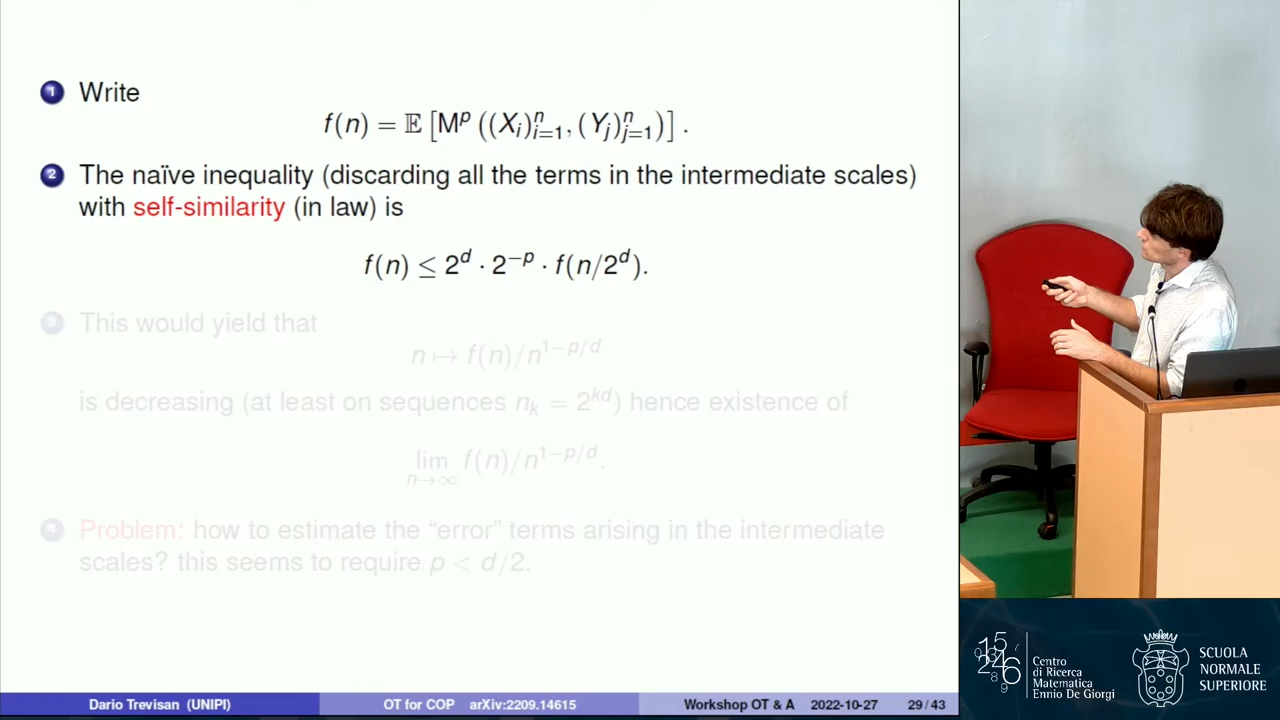 1 Write
f(n) = 𝔼 [M^p ((X_i)_{i=1}^n, (Y_j)_{j=1}^n)] .
2 The naïve inequality (discarding all the terms in the intermediate scales)
with self-similarity (in law) is
f(n) ≤ 2^d · 2^{-p} · f(n/2^d).
3 This would yield that
n ↦ f(n)/n^{1-p/d}
is decreasing (at least on sequences n_k = 2^{kd}) hence existence of
lim_{n→∞} f(n)/n^{1-p/d}.
4 Problem: how to estimate the “error” terms arising in the intermediate
scales? this seems to require p < d/2.
Dario Trevisan (UNIPI) OT for COP arXiv:2209.14615 Workshop OT & A 2022-10-27 29 / 43
Centro
di Ricerca
Matematica
Ennio De Giorgi
SCUOLA
NORMALE
SUPERIORE